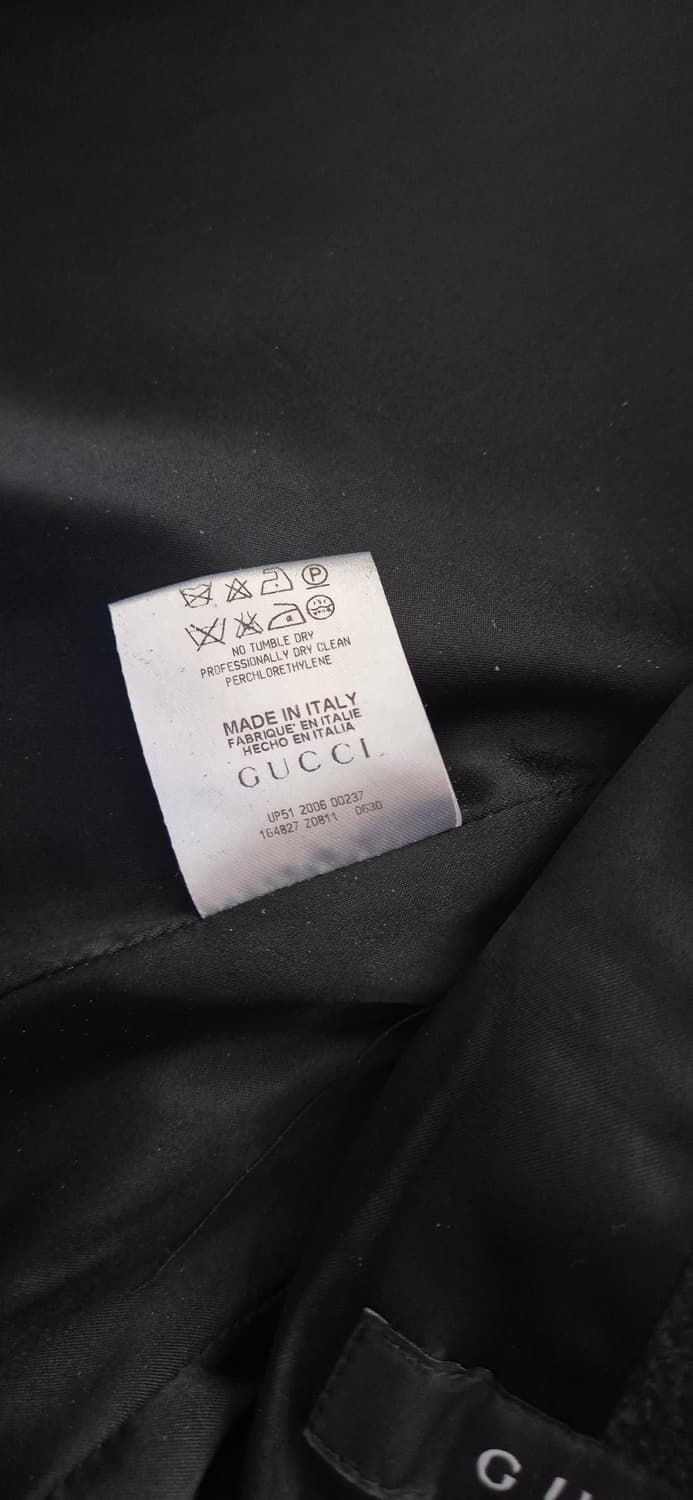 P
NO TUMBLE DRY
PROFESSIONALLY DRY CLEAN
PERCHLORETHYLENE
MADE IN ITALY
FABRIQUE' EN ITALIE
HECHO EN ITALIA
GUCCI
UP51 2006 00237
164827 Z0811 0630